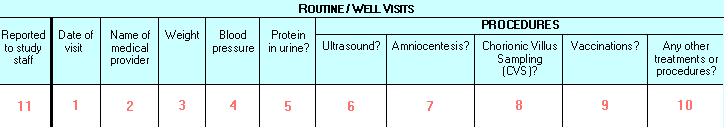 ROUTINE / WELL VISITS
PROCEDURES
Reported to study staff
Date of visit
Name of medical provider
Weight
Blood pressure
Protein in urine?
Ultrasound?
Amniocentesis?
Chorionic Villus Sampling (CVS)?
Vaccinations?
Any other treatments or procedures?
11 1 2 3 4 5 6 7 8 9 10